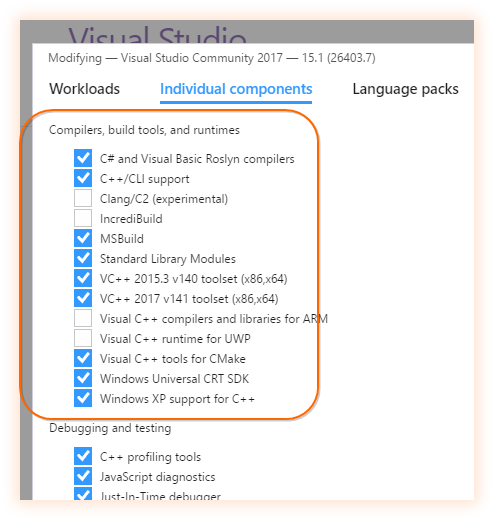 Visual Studio
Modifying — Visual Studio Community 2017 — 15.1 (26403.7)
Workloads Individual components Language packs
Compilers, build tools, and runtimes
C# and Visual Basic Roslyn compilers
C++/CLI support
Clang/C2 (experimental)
IncrediBuild
MSBuild
Standard Library Modules
VC++ 2015.3 v140 toolset (x86,x64)
VC++ 2017 v141 toolset (x86,x64)
Visual C++ compilers and libraries for ARM
Visual C++ runtime for UWP
Visual C++ tools for CMake
Windows Universal CRT SDK
Windows XP support for C++
Debugging and testing
C++ profiling tools
JavaScript diagnostics
Just-In-Time debugger